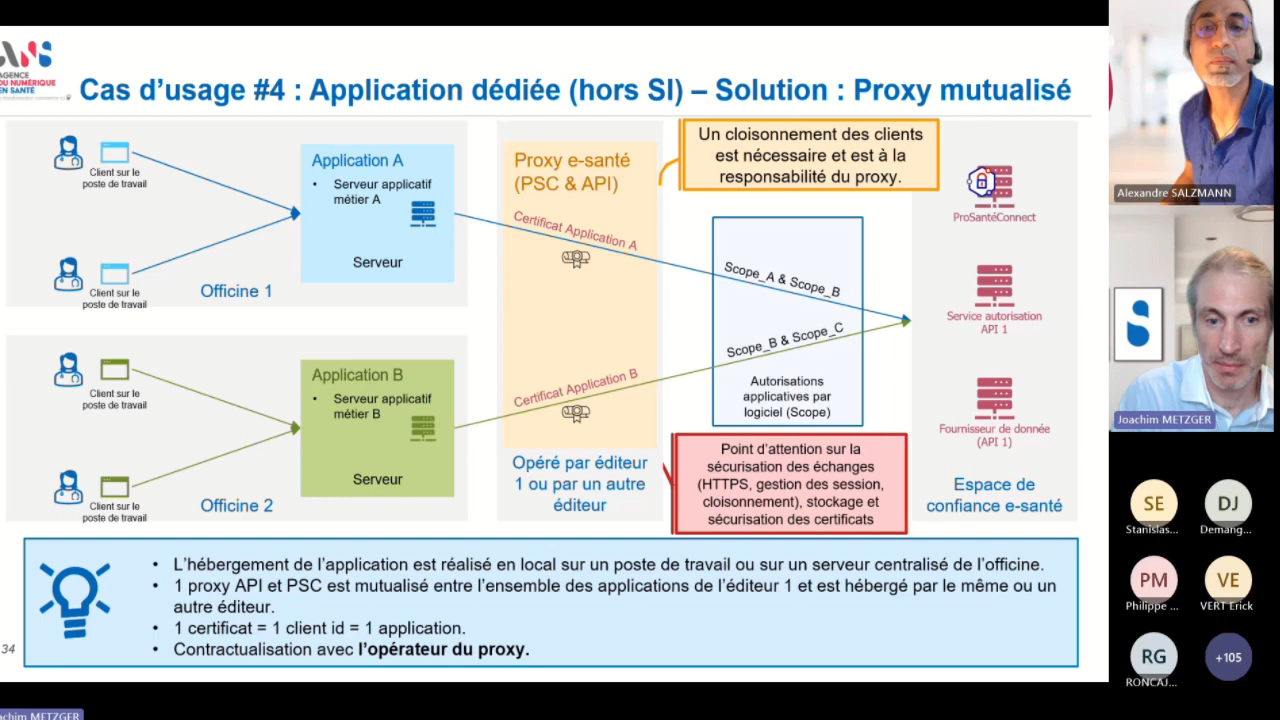 AGENCE
DU NUMÉRIQUE
EN SANTÉ
Cas d'usage #4 : Application dédiée (hors SI) – Solution : Proxy mutualisé
Client sur le
poste de travail
Client sur le
poste de travail
Officine 1
Application A
• Serveur applicatif
métier A
Serveur
Proxy e-santé
(PSC & API)
Certificat Application A
Un cloisonnement des clients
est nécessaire et est à la
responsabilité du proxy.
Scope_A & Scope_B
ProSantéConnect
Service autorisation
API 1
Client sur le
poste de travail
Client sur le
poste de travail
Officine 2
Application B
• Serveur applicatif
métier B
Serveur
Certificat Application B
Scope_B & Scope_C
Autorisations
applicatives par
logiciel (Scope)
Fournisseur de donnée
(API 1)
Opéré par éditeur
1 ou par un autre
éditeur
Point d'attention sur la
sécurisation des échanges
(HTTPS, gestion des session,
cloisonnement), stockage et
sécurisation des certificats
Espace de
confiance e-santé
• L'hébergement de l'application est réalisé en local sur un poste de travail ou sur un serveur centralisé de l'officine.
• 1 proxy API et PSC est mutualisé entre l'ensemble des applications de l'éditeur 1 et est hébergé par le même ou un
autre éditeur.
• 1 certificat = 1 client id = 1 application.
• Contractualisation avec l'opérateur du proxy.
34
Alexandre SALZMANN
Joachim METZGER
SE
Stanislas...
DJ
Demang...
PM
Philippe ...
VE
VERT Erick
RG
RONCAJ...
+105
achim METZGER